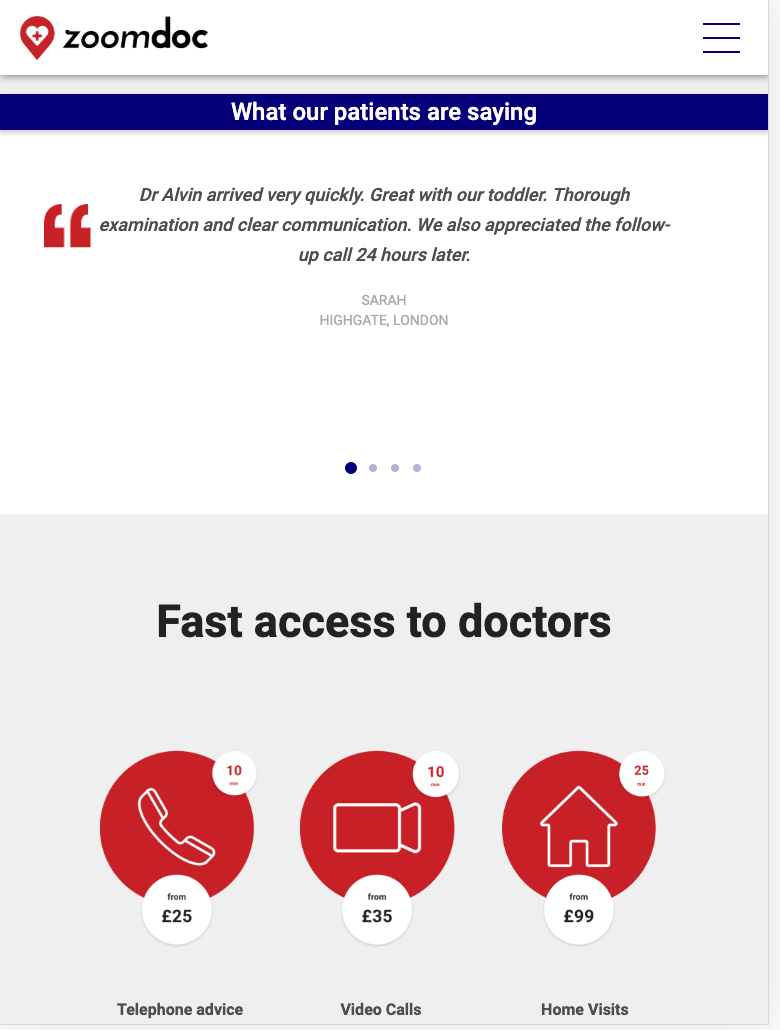 zoomdoc
What our patients are saying
Dr Alvin arrived very quickly. Great with our toddler. Thorough
examination and clear communication. We also appreciated the follow-
up call 24 hours later.
SARAH
HIGHGATE, LONDON
Fast access to doctors
10
min
from
£25
Telephone advice
10
min
from
£35
Video Calls
25
min
from
£99
Home Visits